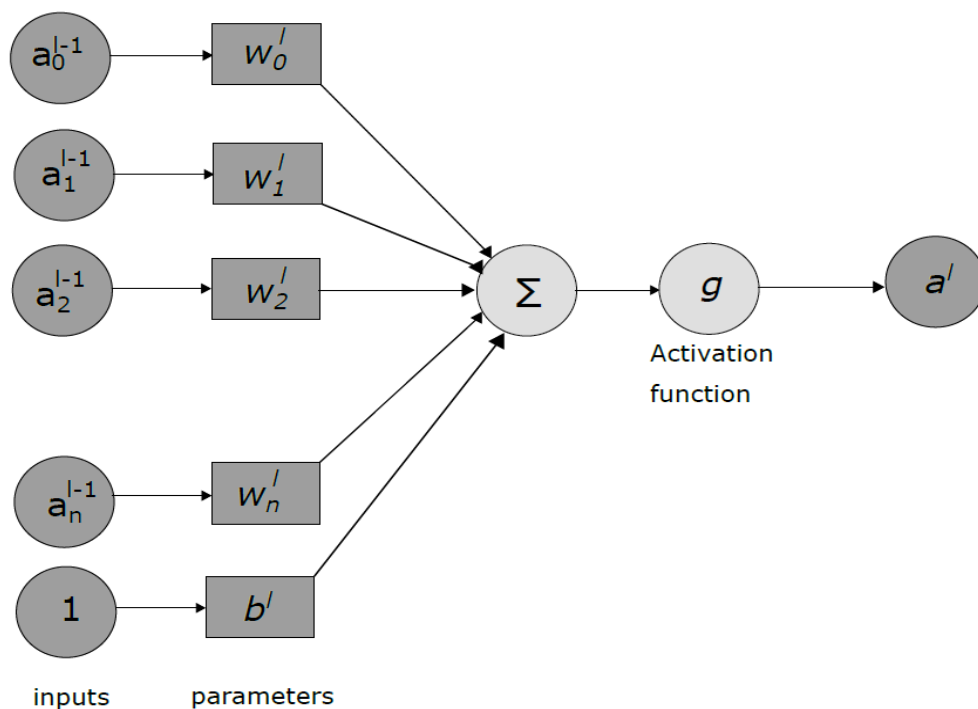 a₀ˡ⁻¹
w₀ˡ
a₁ˡ⁻¹
w₁ˡ
a₂ˡ⁻¹
w₂ˡ
Σ
g
aˡ
Activation
function
aₙˡ⁻¹
wₙˡ
1
bˡ
inputs
parameters